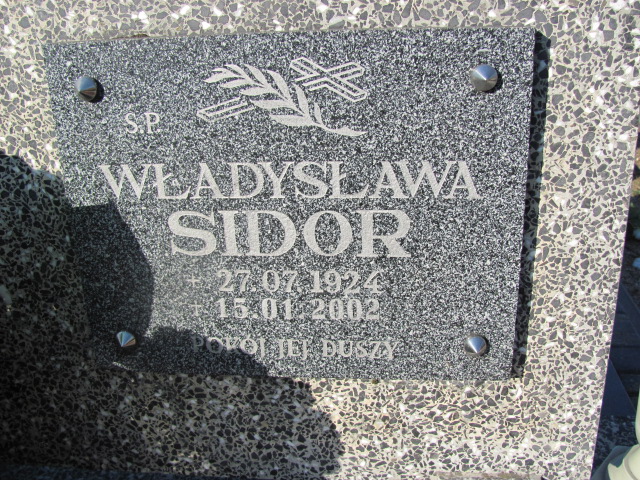 Ś.P.
WŁADYSŁAWA
SIDOR
* 27.07.1924
+ 15.01.2002
POKÓJ JEJ DUSZY